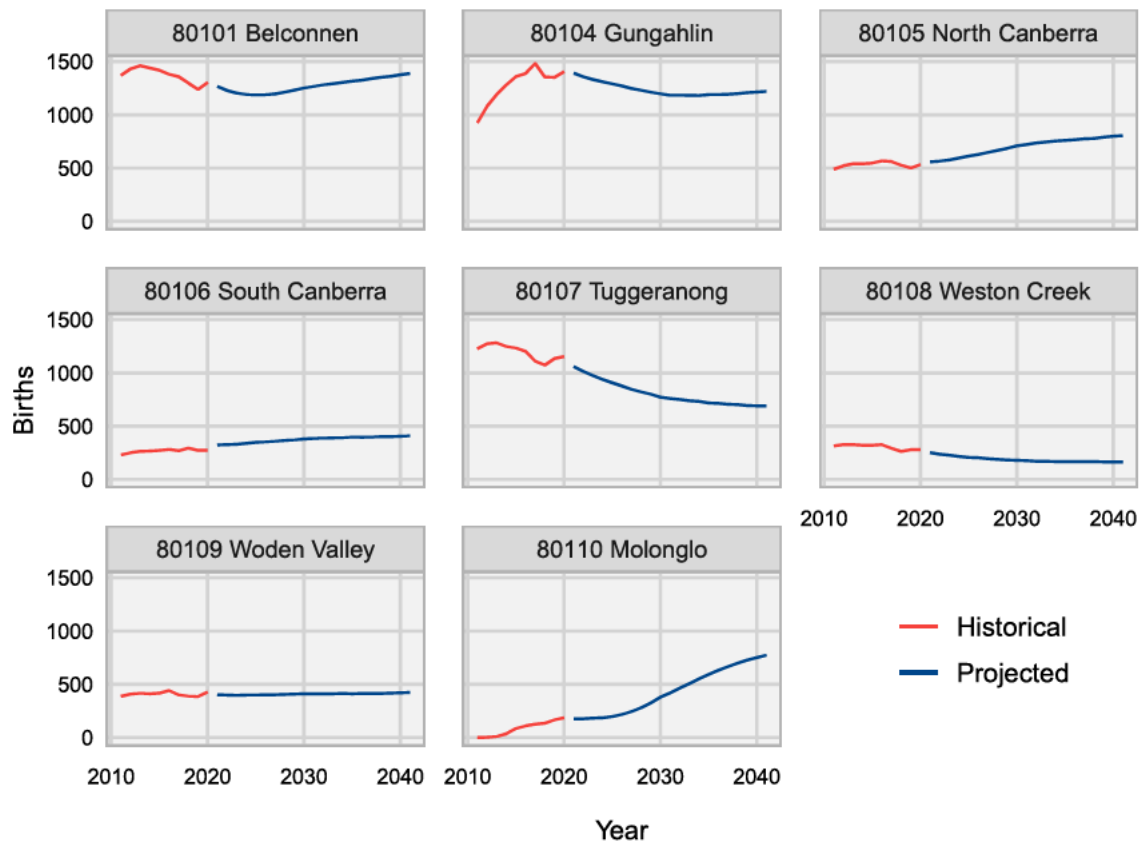 80101 Belconnen
80104 Gungahlin
80105 North Canberra
1500
1000
500
0
80106 South Canberra
80107 Tuggeranong
80108 Weston Creek
1500
1000
500
0
Births
2010 2020 2030 2040
80109 Woden Valley
80110 Molonglo
1500
1000
500
0
2010 2020 2030 2040
2010 2020 2030 2040
Historical
Projected
Year